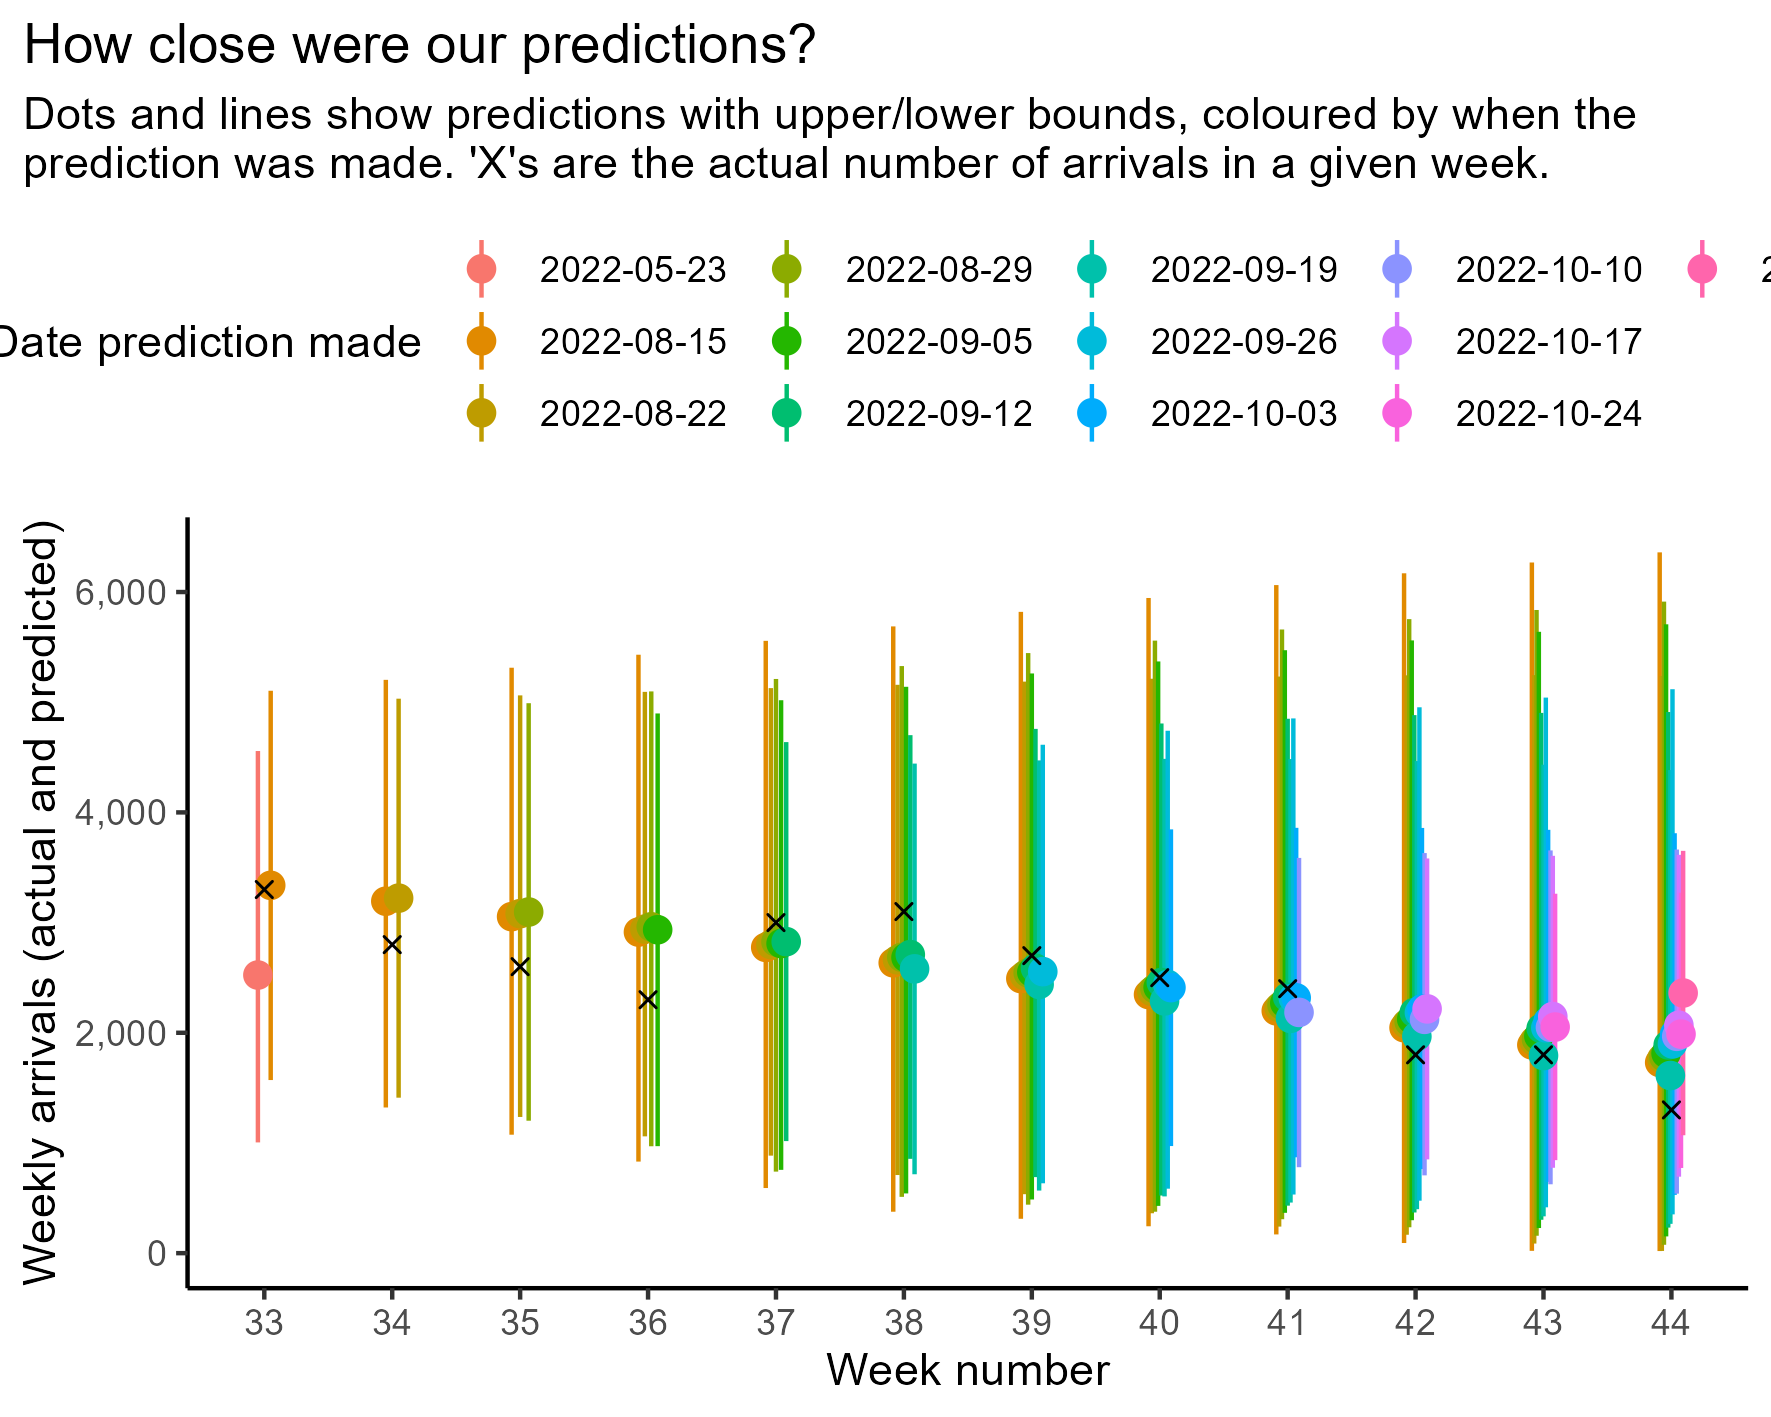 How close were our predictions?
Dots and lines show predictions with upper/lower bounds, coloured by when the
prediction was made. 'X's are the actual number of arrivals in a given week.
Date prediction made
2022-05-23 2022-08-29 2022-09-19 2022-10-10
2022-08-15 2022-09-05 2022-09-26 2022-10-17
2022-08-22 2022-09-12 2022-10-03 2022-10-24
Weekly arrivals (actual and predicted)
6,000
4,000
2,000
0
33 34 35 36 37 38 39 40 41 42 43 44
Week number